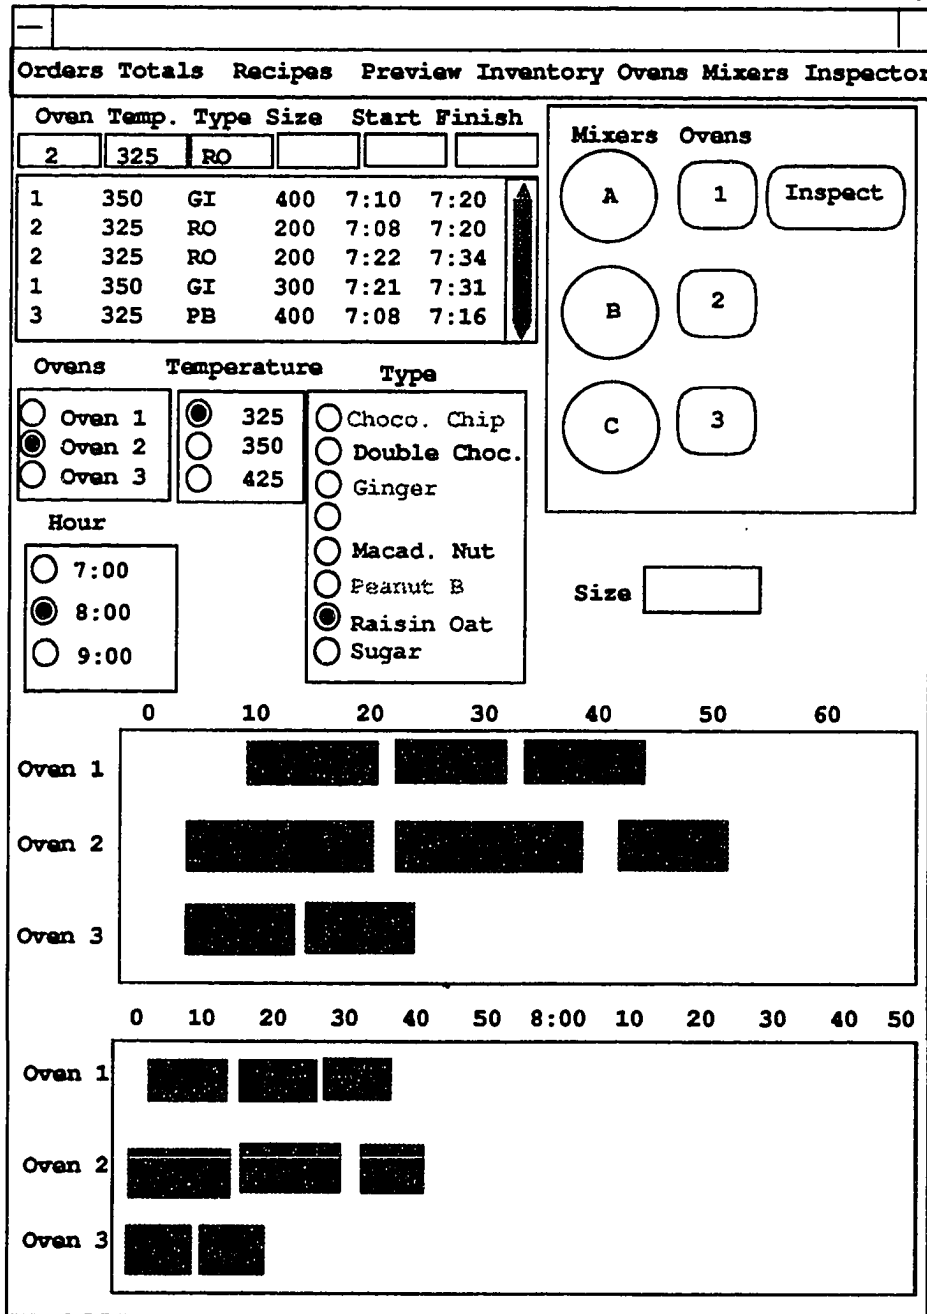 Orders Totals Recipes Preview Inventory Ovens Mixers Inspector
Oven Temp. Type Size Start Finish
2 325 RO
1 350 GI 400 7:10 7:20
2 325 RO 200 7:08 7:20
2 325 RO 200 7:22 7:34
1 350 GI 300 7:21 7:31
3 325 PB 400 7:08 7:16
Mixers Ovens
A 1 Inspect
B 2
C 3
Ovens
Oven 1
Oven 2
Oven 3
Temperature
325
350
425
Type
Choco. Chip
Double Choc.
Ginger
Macad. Nut
Peanut B
Raisin Oat
Sugar
Hour
7:00
8:00
9:00
Size
0 10 20 30 40 50 60
Oven 1
Oven 2
Oven 3
0 10 20 30 40 50 8:00 10 20 30 40 50
Oven 1
Oven 2
Oven 3